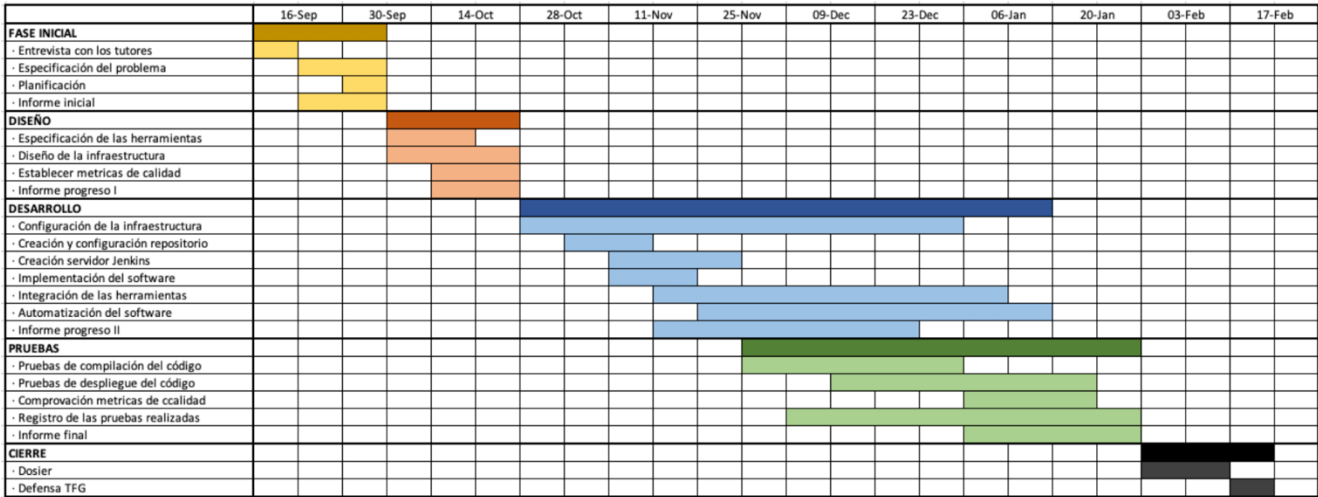 16-Sep 30-Sep 14-Oct 28-Oct 11-Nov 25-Nov 09-Dec 23-Dec 06-Jan 20-Jan 03-Feb 17-Feb
FASE INICIAL
· Entrevista con los tutores
· Especificación del problema
· Planificación
· Informe inicial
DISEÑO
· Especificación de las herramientas
· Diseño de la infraestructura
· Establecer metricas de calidad
· Informe progreso I
DESARROLLO
· Configuración de la infraestructura
· Creación y configuración repositorio
· Creación servidor Jenkins
· Implementación del software
· Integración de las herramientas
· Automatización del software
· Informe progreso II
PRUEBAS
· Pruebas de compilación del código
· Pruebas de despliegue del código
· Comprovación metricas de ccalidad
· Registro de las pruebas realizadas
· Informe final
CIERRE
· Dosier
· Defensa TFG